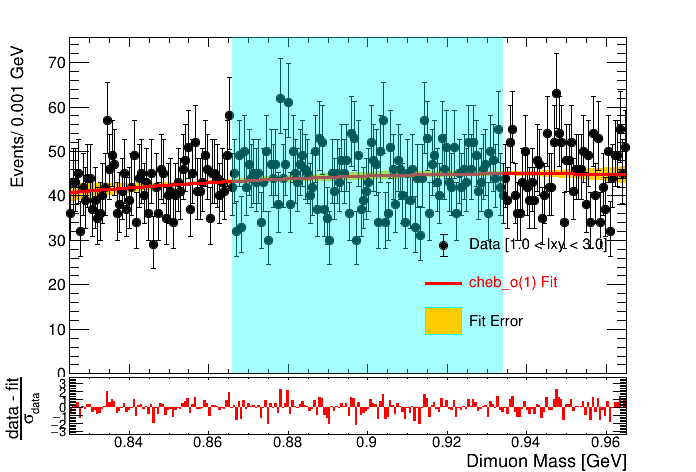 Events/ 0.001 GeV
70
60
50
40
30
20
10
0
Data [1.0 < lxy < 3.0]
cheb_o(1) Fit
Fit Error
data - fit
σdata
3
2
1
0
−1
−2
−3
0.84 0.86 0.88 0.9 0.92 0.94 0.96
Dimuon Mass [GeV]